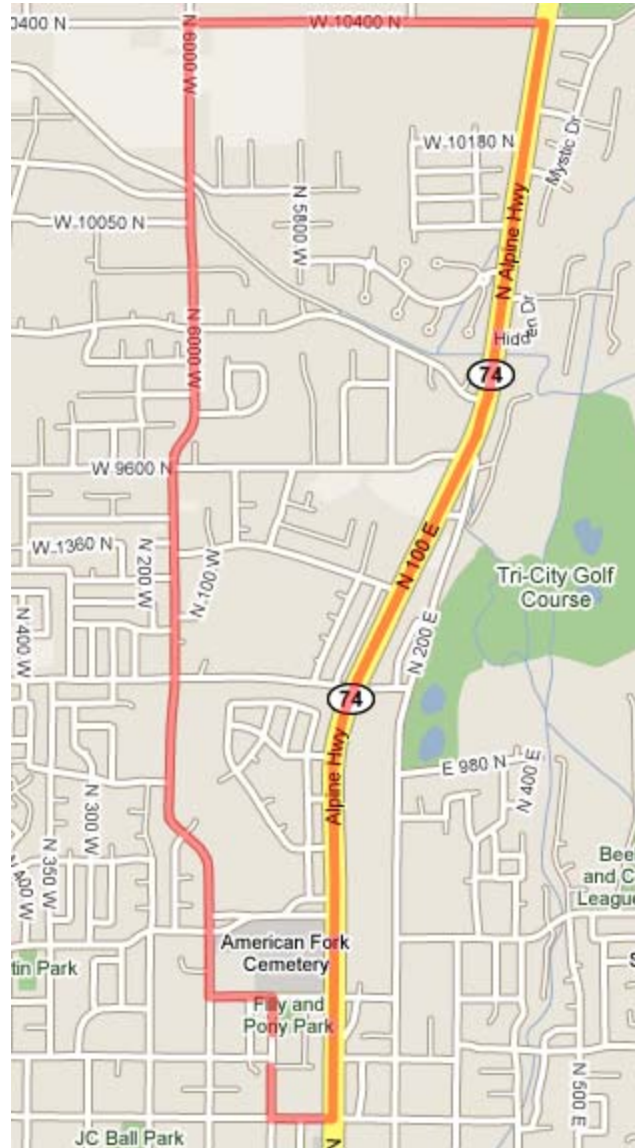 0400 N
N 6000 W
W 10400 N
W 10180 N
Mystic Dr
N 5800 W
W 10050 N
N Alpine Hwy
N 6000 W
Hidden Dr
74
W 9600 N
N 100 E
W 1360 N
N 200 W
N 100 W
Tri-City Golf
Course
N 400 W
N 200 E
74
Alpine Hwy
E 980 N
N 400 E
N 300 W
N 350 W
400 W
Bee
and C
League
American Fork
Cemetery
S
tin Park
Filly and
Pony Park
N 500 E
JC Ball Park
N